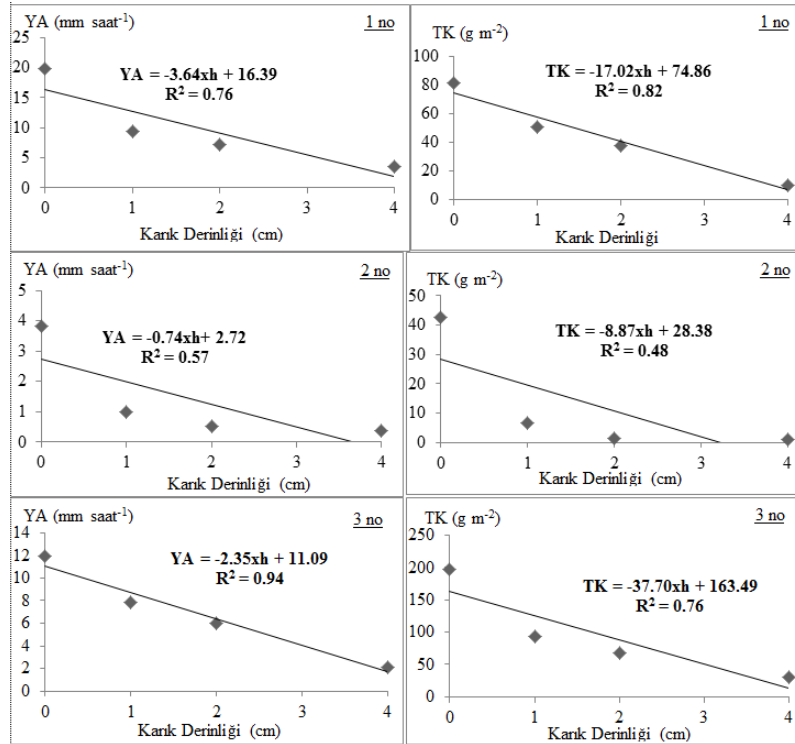 YA (mm saat⁻¹)
1 no
25
20
15
10
5
0
YA = -3.64xh + 16.39
R² = 0.76
0 1 2 3 4
Karık Derinliği (cm)
TK (g m⁻²)
1 no
100
80
60
40
20
0
TK = -17.02xh + 74.86
R² = 0.82
0 1 2 3 4
Karık Derinliği
YA (mm saat⁻¹)
2 no
5
4
3
2
1
0
YA = -0.74xh+ 2.72
R² = 0.57
0 1 2 3 4
Karık Derinliği (cm)
TK (g m⁻²)
2 no
50
40
30
20
10
0
TK = -8.87xh + 28.38
R² = 0.48
0 1 2 3 4
Karık Derinliği (cm)
YA (mm saat⁻¹)
3 no
14
12
10
8
6
4
2
0
YA = -2.35xh + 11.09
R² = 0.94
0 1 2 3 4
Karık Derinliği (cm)
TK (g m⁻²)
3 no
250
200
150
100
50
0
TK = -37.70xh + 163.49
R² = 0.76
0 1 2 3 4
Karık Derinliği (cm)